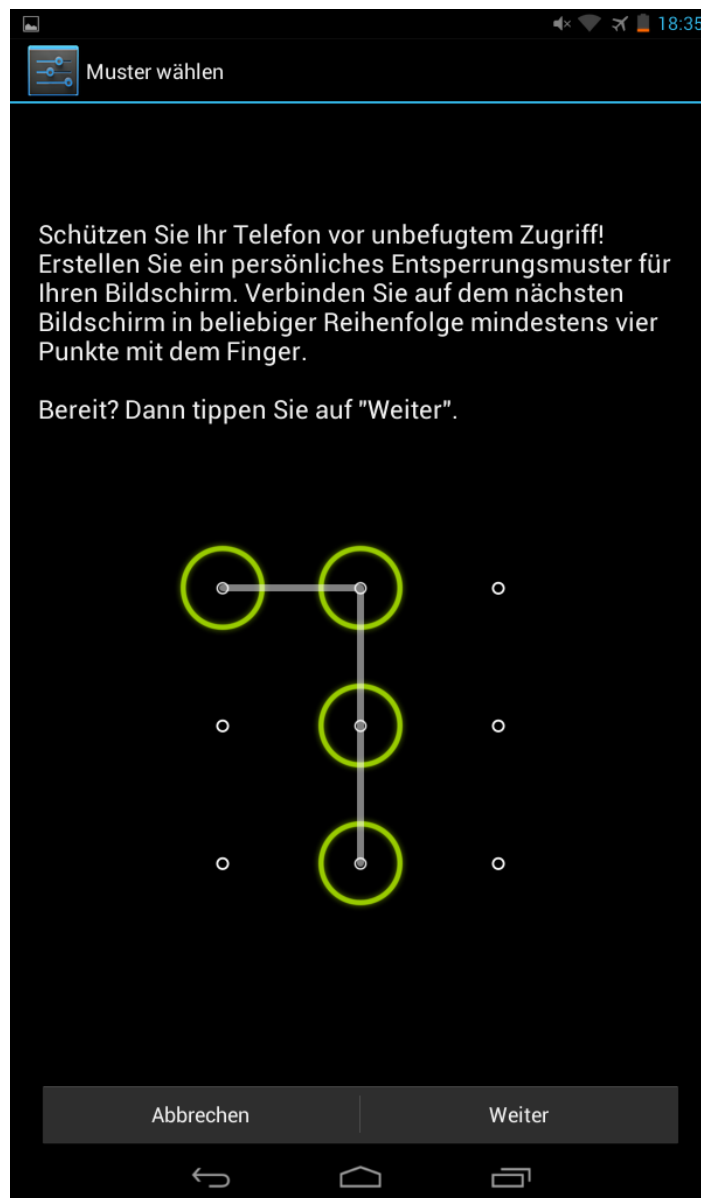 18:35
Muster wählen
Schützen Sie Ihr Telefon vor unbefugtem Zugriff!
Erstellen Sie ein persönliches Entsperrungsmuster für
Ihren Bildschirm. Verbinden Sie auf dem nächsten
Bildschirm in beliebiger Reihenfolge mindestens vier
Punkte mit dem Finger.
Bereit? Dann tippen Sie auf "Weiter".
Abbrechen
Weiter